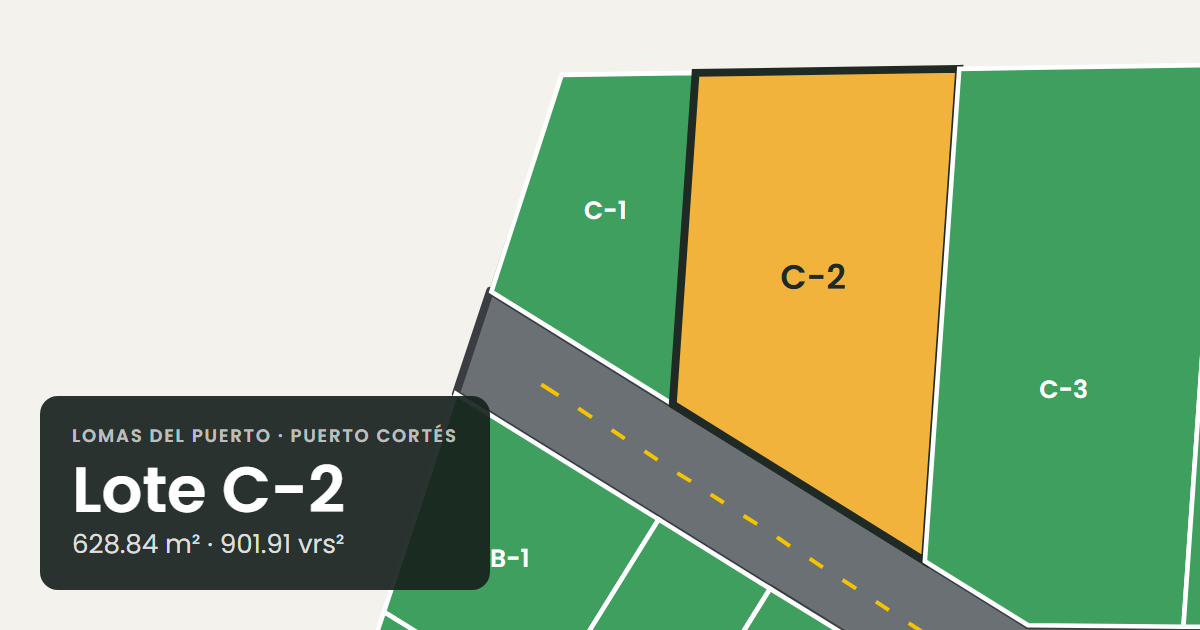 C-1
C-2
C-3
LOMAS DEL PUERTO · PUERTO CORTÉS
Lote C-2
628.84 m² · 901.91 vrs²
B-1